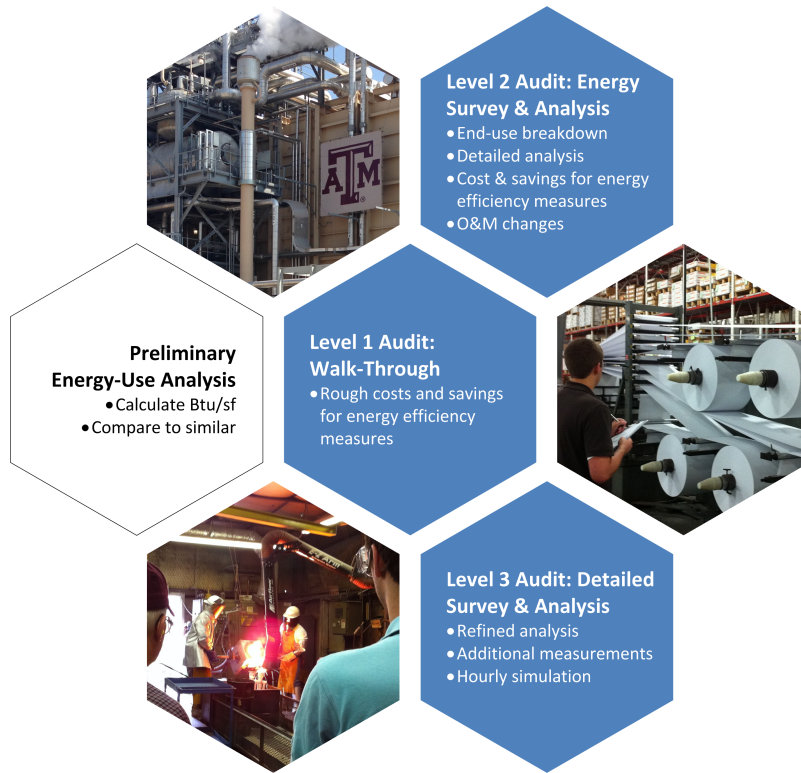 ATM
Level 2 Audit: Energy
Survey & Analysis
•End-use breakdown
•Detailed analysis
•Cost & savings for energy
efficiency measures
•O&M changes
Preliminary
Energy-Use Analysis
•Calculate Btu/sf
•Compare to similar
Level 1 Audit:
Walk-Through
•Rough costs and savings
for energy efficiency
measures
Level 3 Audit: Detailed
Survey & Analysis
•Refined analysis
•Additional measurements
•Hourly simulation